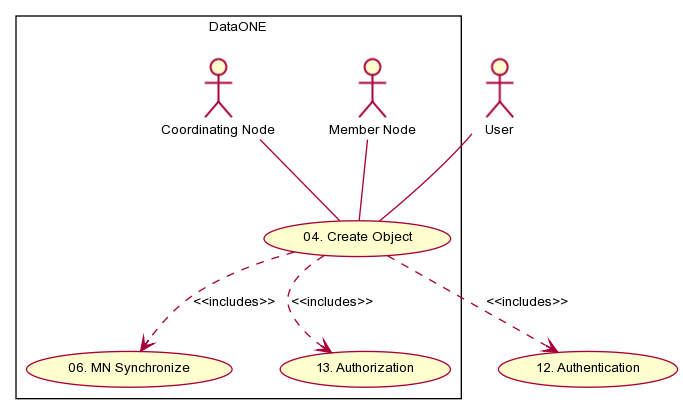 DataONE
Coordinating Node
Member Node
User
04. Create Object
<<includes>>
<<includes>>
<<includes>>
06. MN Synchronize
13. Authorization
12. Authentication